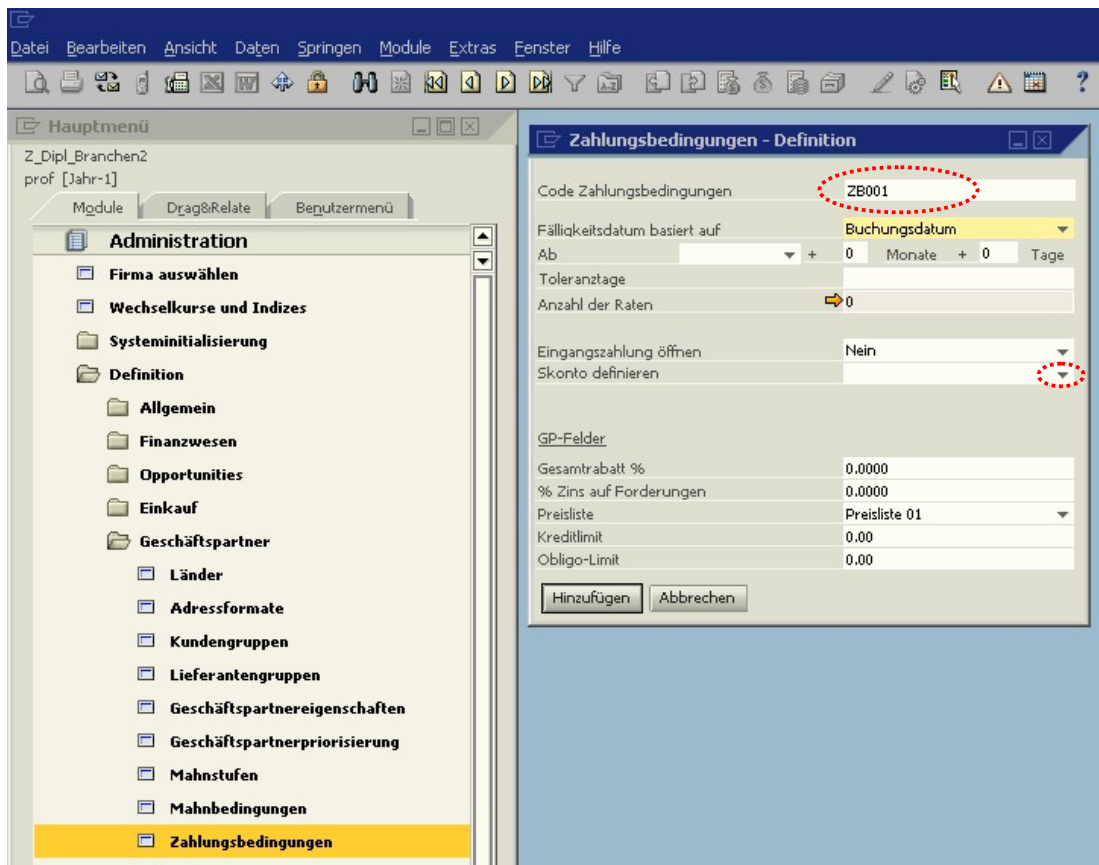 Datei Bearbeiten Ansicht Daten Springen Module Extras Fenster Hilfe
Hauptmenü
Z_Dipl_Branchen2
prof [Jahr-1]
Module Drag&Relate Benutzermenü
Administration
Firma auswählen
Wechselkurse und Indizes
Systeminitialisierung
Definition
Allgemein
Finanzwesen
Opportunities
Einkauf
Geschäftspartner
Länder
Adressformate
Kundengruppen
Lieferantengruppen
Geschäftspartnereigenschaften
Geschäftspartnerpriorisierung
Mahnstufen
Mahnbedingungen
Zahlungsbedingungen
Zahlungsbedingungen - Definition
Code Zahlungsbedingungen ZB001
Fälligkeitsdatum basiert auf Buchungsdatum
Ab + 0 Monate + 0 Tage
Toleranztage
Anzahl der Raten 0
Eingangszahlung öffnen Nein
Skonto definieren
GP-Felder
Gesamtrabatt % 0.0000
% Zins auf Forderungen 0.0000
Preisliste Preisliste 01
Kreditlimit 0.00
Obligo-Limit 0.00
Hinzufügen Abbrechen